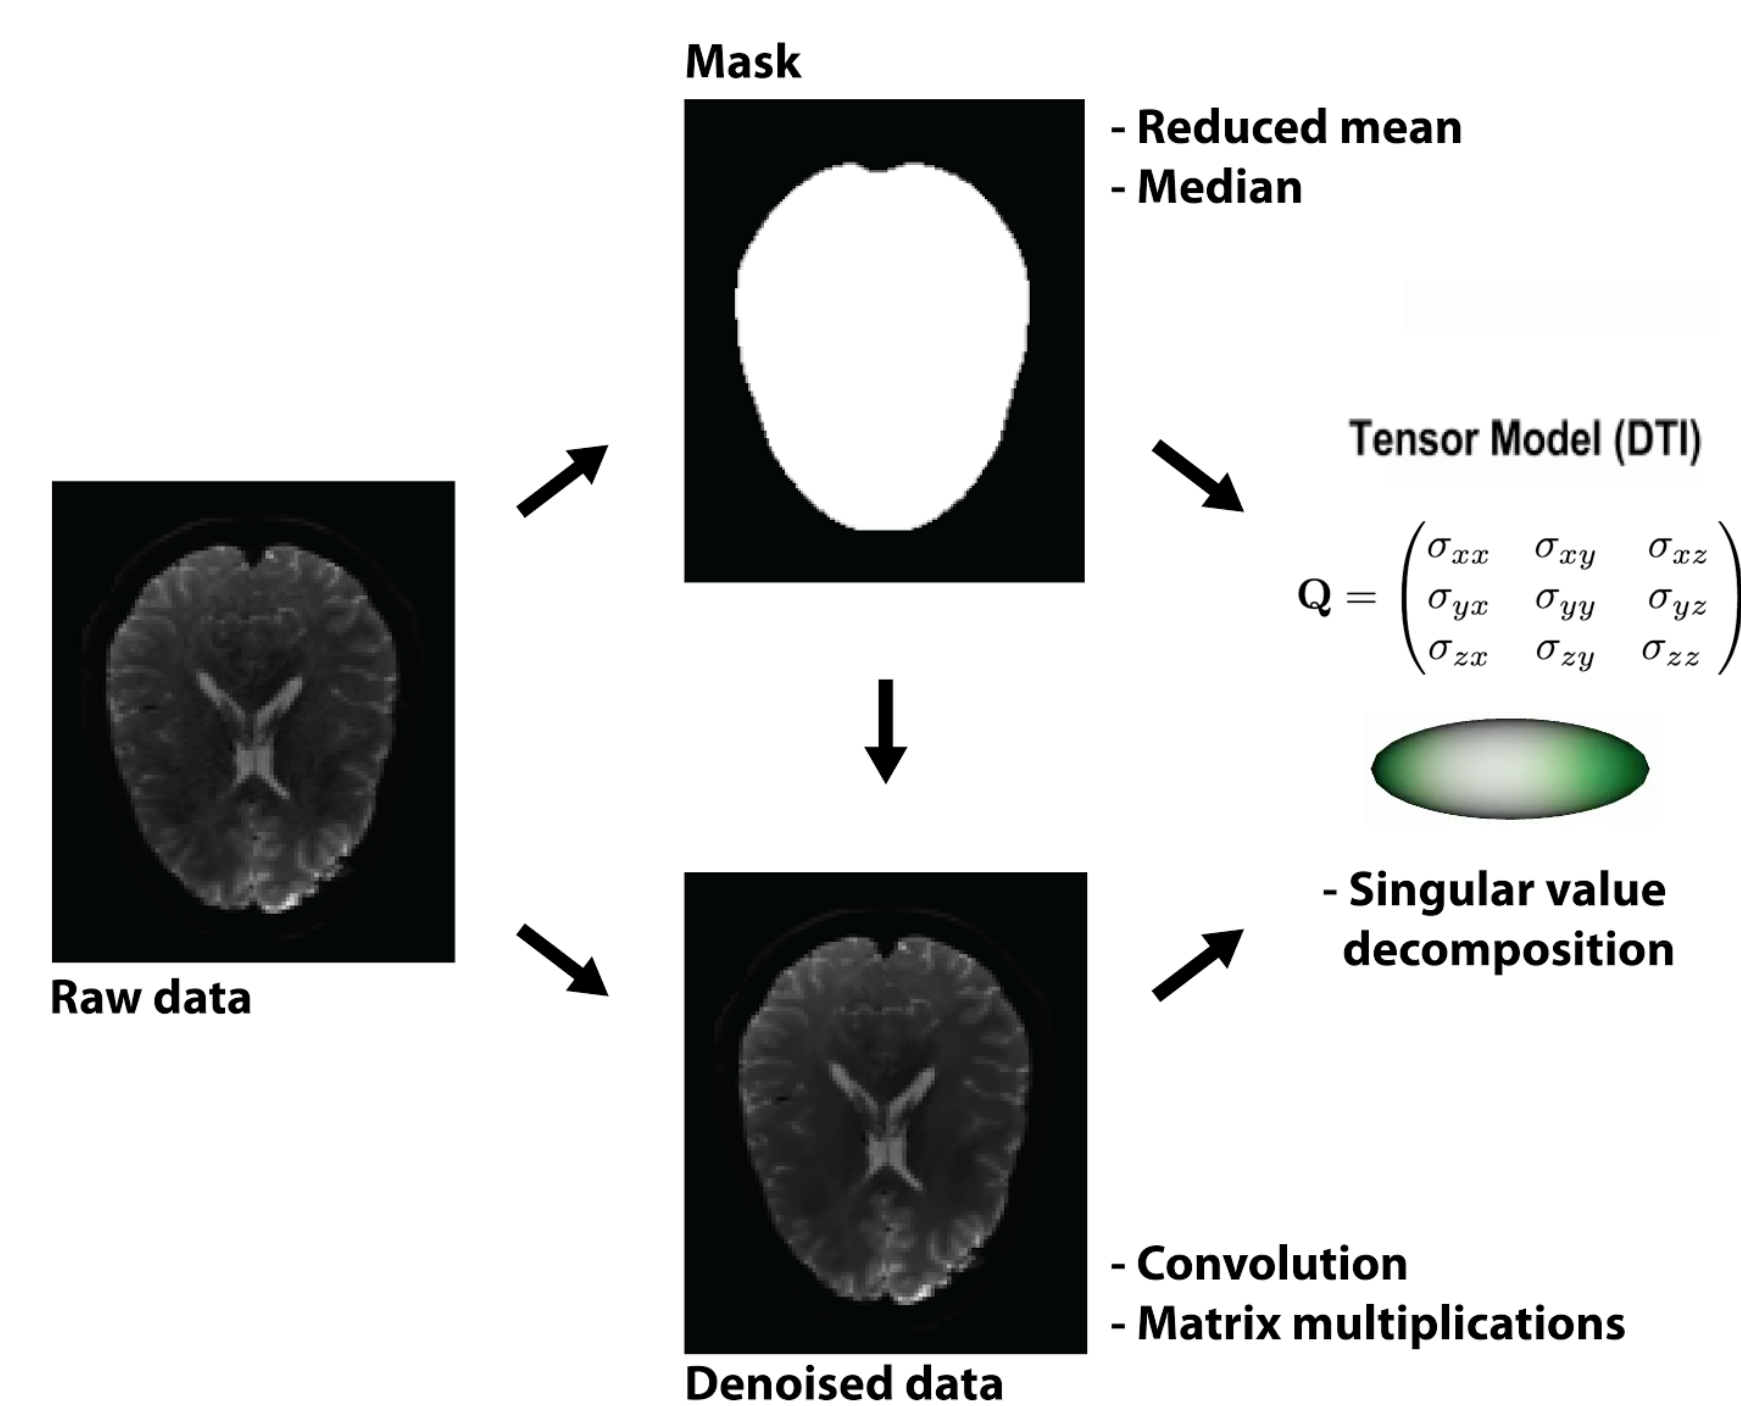 Mask
- Reduced mean
- Median
Raw data
Tensor Model (DTI)
Q = 
σxx σxy σxz
σyx σyy σyz
σzx σzy σzz
- Singular value
decomposition
- Convolution
- Matrix multiplications
Denoised data